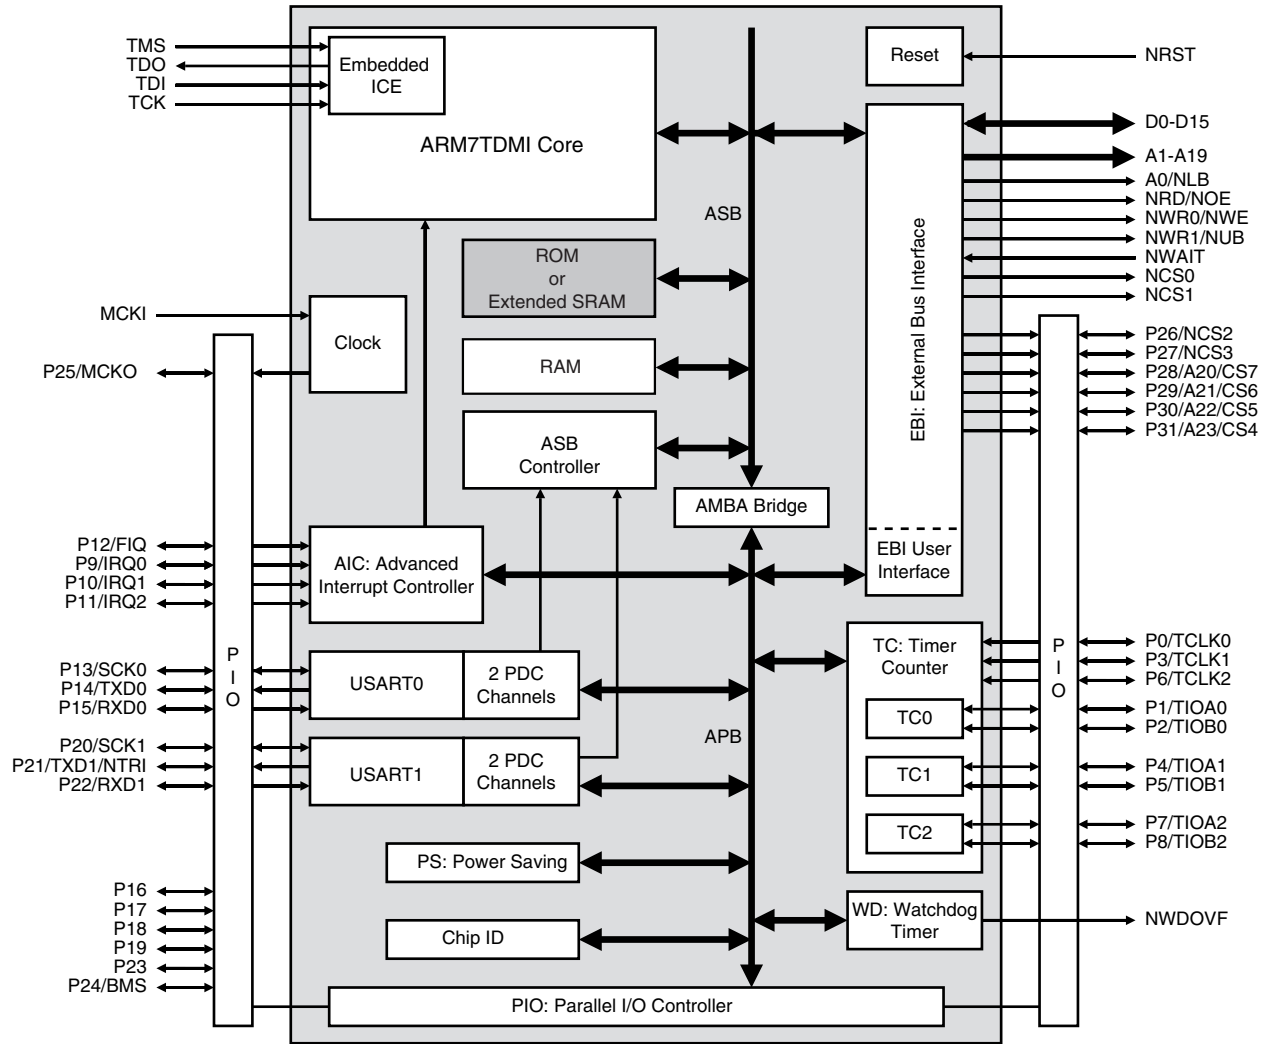 TMS
TDO
TDI
TCK
Embedded
ICE
ARM7TDMI Core
Reset
NRST
D0-D15
A1-A19
A0/NLB
NRD/NOE
NWR0/NWE
NWR1/NUB
NWAIT
NCS0
NCS1
ASB
EBI: External Bus Interface
ROM
or
Extended SRAM
MCKI
Clock
RAM
P25/MCKO
P26/NCS2
P27/NCS3
P28/A20/CS7
P29/A21/CS6
P30/A22/CS5
P31/A23/CS4
ASB
Controller
AMBA Bridge
EBI User
Interface
P12/FIQ
P9/IRQ0
P10/IRQ1
P11/IRQ2
AIC: Advanced
Interrupt Controller
P
I
O
P13/SCK0
P14/TXD0
P15/RXD0
USART0
2 PDC
Channels
P20/SCK1
P21/TXD1/NTRI
P22/RXD1
USART1
2 PDC
Channels
APB
TC: Timer
Counter
TC0
TC1
TC2
P
I
O
P0/TCLK0
P3/TCLK1
P6/TCLK2
P1/TIOA0
P2/TIOB0
P4/TIOA1
P5/TIOB1
P7/TIOA2
P8/TIOB2
PS: Power Saving
P16
P17
P18
P19
P23
P24/BMS
Chip ID
WD: Watchdog
Timer
NWDOVF
PIO: Parallel I/O Controller